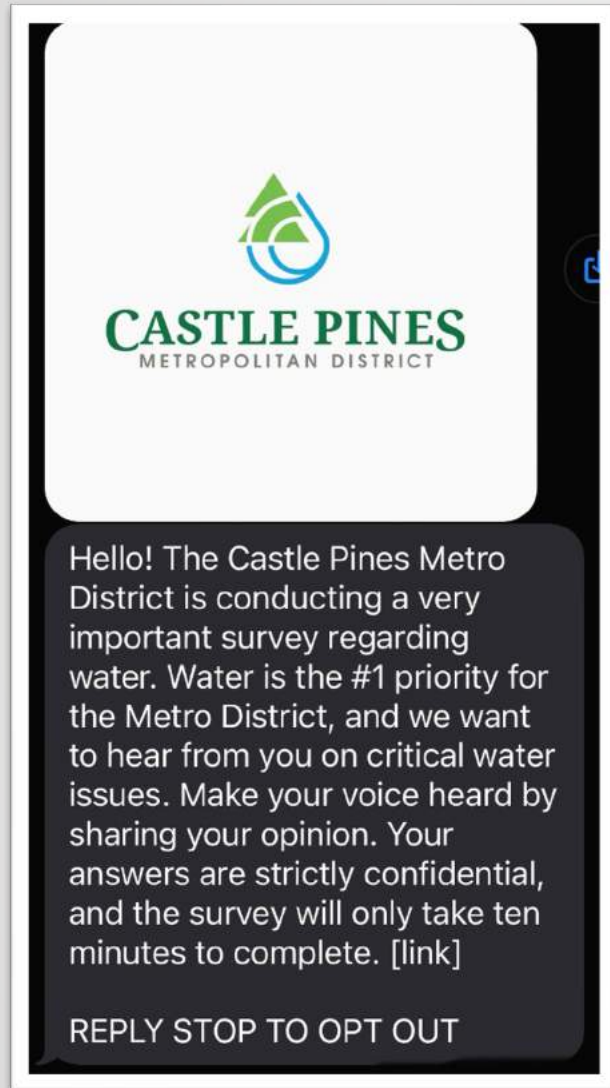 CASTLE PINES
METROPOLITAN DISTRICT
Hello! The Castle Pines Metro
District is conducting a very
important survey regarding
water. Water is the #1 priority for
the Metro District, and we want
to hear from you on critical water
issues. Make your voice heard by
sharing your opinion. Your
answers are strictly confidential,
and the survey will only take ten
minutes to complete. [link]
REPLY STOP TO OPT OUT